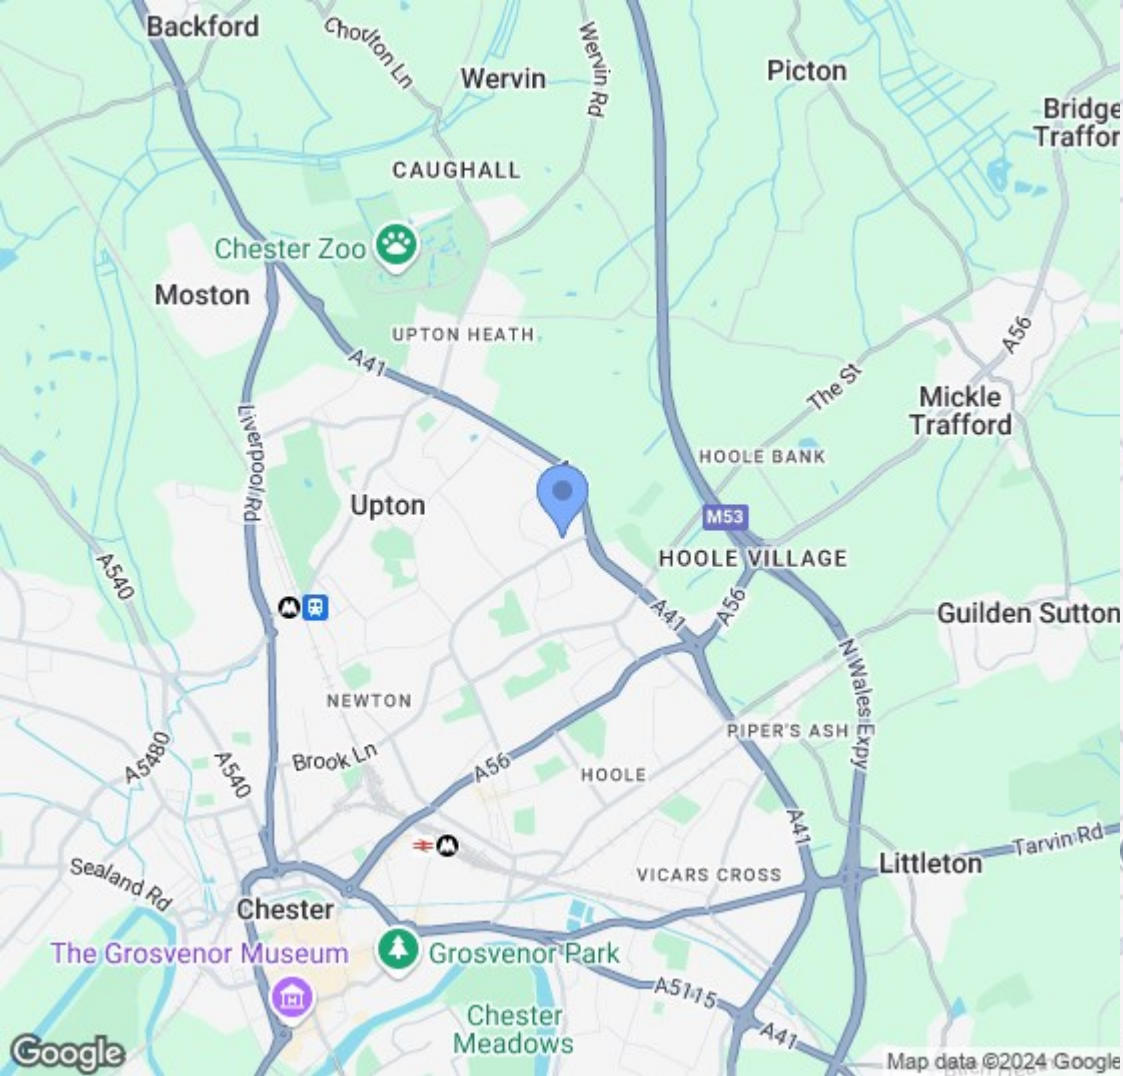 Backford
Chorlton Ln
Wervin
Wervin Rd
Picton
Bridge
Traffor
CAUGHALL
Chester Zoo
Moston
UPTON HEATH
A41
A56
The St
Mickle
Trafford
Liverpool Rd
HOOLE BANK
Upton
M53
HOOLE VILLAGE
A540
A41
A56
Guilden Sutton
N Wales Expy
NEWTON
PIPER'S ASH
Brook Ln
A5480
A540
A56
HOOLE
A41
Tarvin Rd
Littleton
VICARS CROSS
Sealand Rd
Chester
The Grosvenor Museum
Grosvenor Park
A5115
Chester
Meadows
A41
Google
Map data ©2024 Google